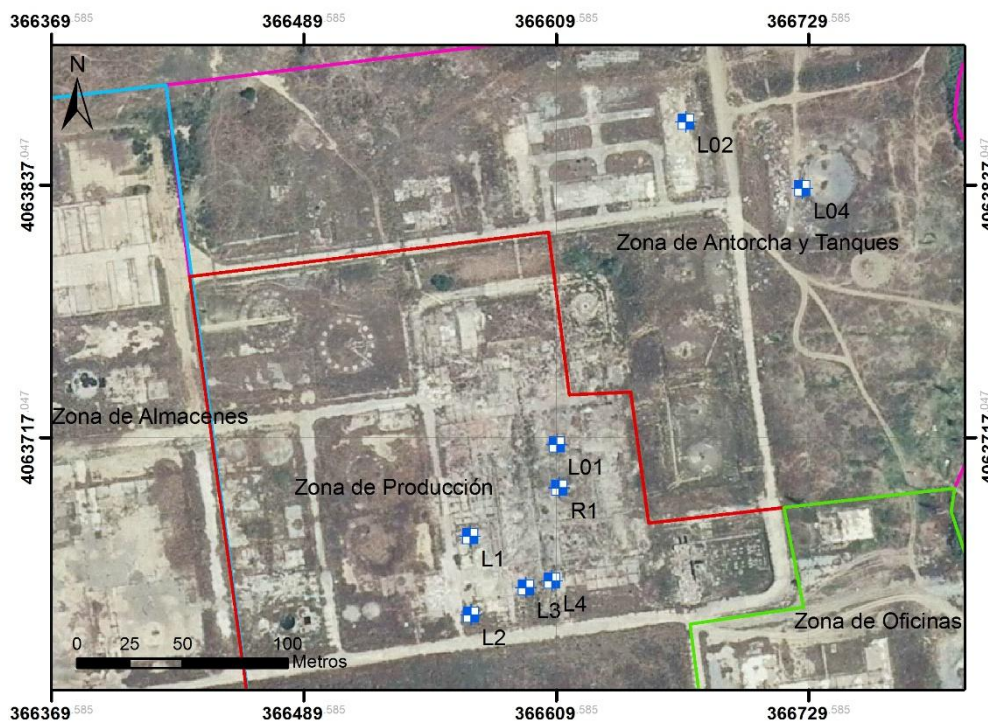 366369.585 366489.585 366609.585 366729.585
N
L02
4063837.047 4063837.047
L04
Zona de Antorcha y Tanques
Zona de Almacenes
4063717.047 4063717.047
L01
Zona de Producción
R1
L1
L3 L4
Zona de Oficinas
L2
0 25 50 100
Metros
366369.585 366489.585 366609.585 366729.585